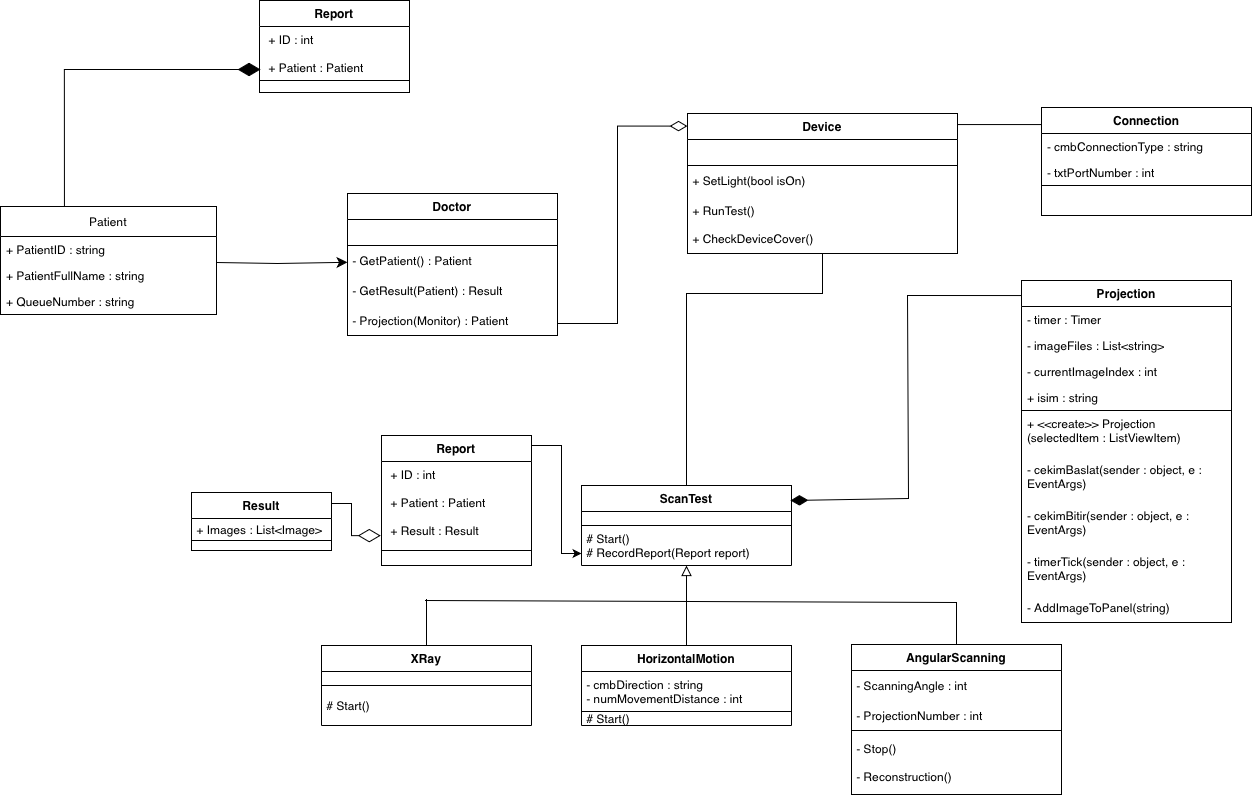 Report
+ ID : int
+ Patient : Patient
Device
+ SetLight(bool isOn)
+ RunTest()
+ CheckDeviceCover()
Connection
- cmbConnectionType : string
- txtPortNumber : int
Patient
+ PatientID : string
+ PatientFullName : string
+ QueueNumber : string
Doctor
- GetPatient() : Patient
- GetResult(Patient) : Result
- Projection(Monitor) : Patient
Projection
- timer : Timer
- imageFiles : List<string>
- currentImageIndex : int
+ isim : string
+ <<create>> Projection
(selectedItem : ListViewItem)
- cekimBaslat(sender : object, e :
EventArgs)
- cekimBitir(sender : object, e :
EventArgs)
- timerTick(sender : object, e :
EventArgs)
- AddImageToPanel(string)
Result
+ Images : List<Image>
Report
+ ID : int
+ Patient : Patient
+ Result : Result
ScanTest
# Start()
# RecordReport(Report report)
XRay
# Start()
HorizontalMotion
- cmbDirection : string
- numMovementDistance : int
# Start()
AngularScanning
- ScanningAngle : int
- ProjectionNumber : int
- Stop()
- Reconstruction()